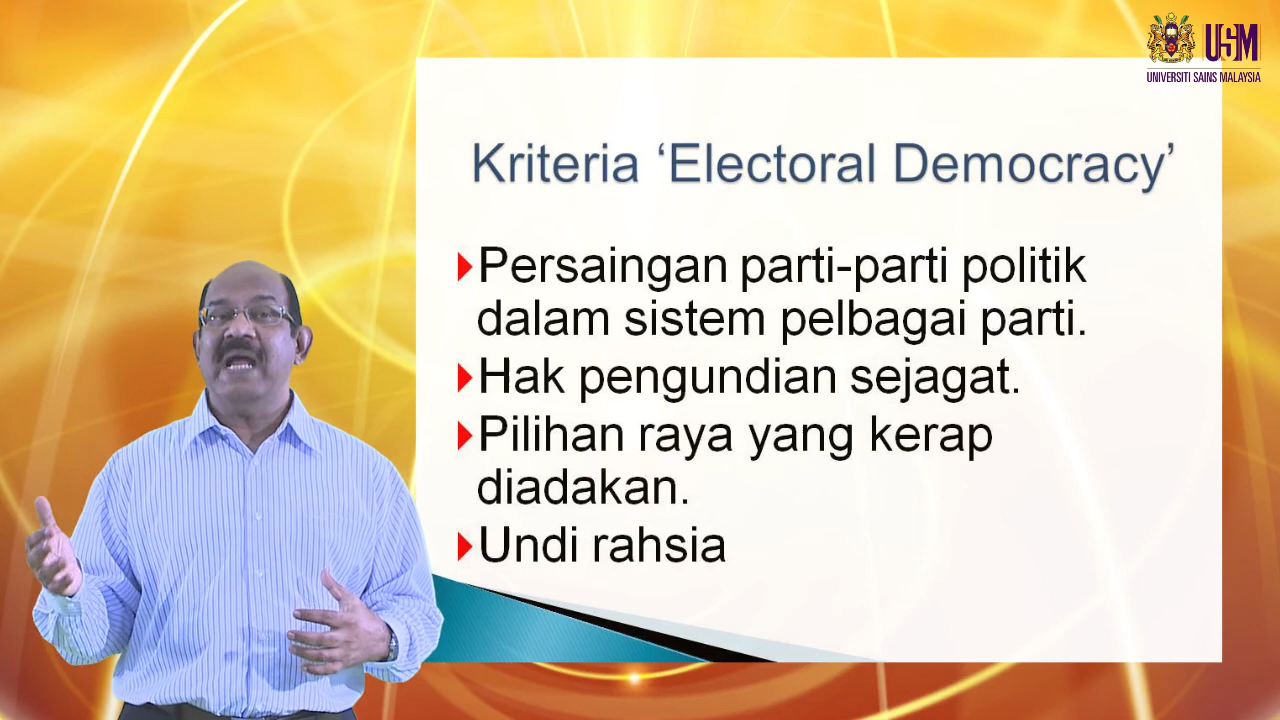 USM
UNIVERSITI SAINS MALAYSIA
Kriteria ‘Electoral Democracy’
Persaingan parti-parti politik
dalam sistem pelbagai parti.
Hak pengundian sejagat.
Pilihan raya yang kerap
diadakan.
Undi rahsia